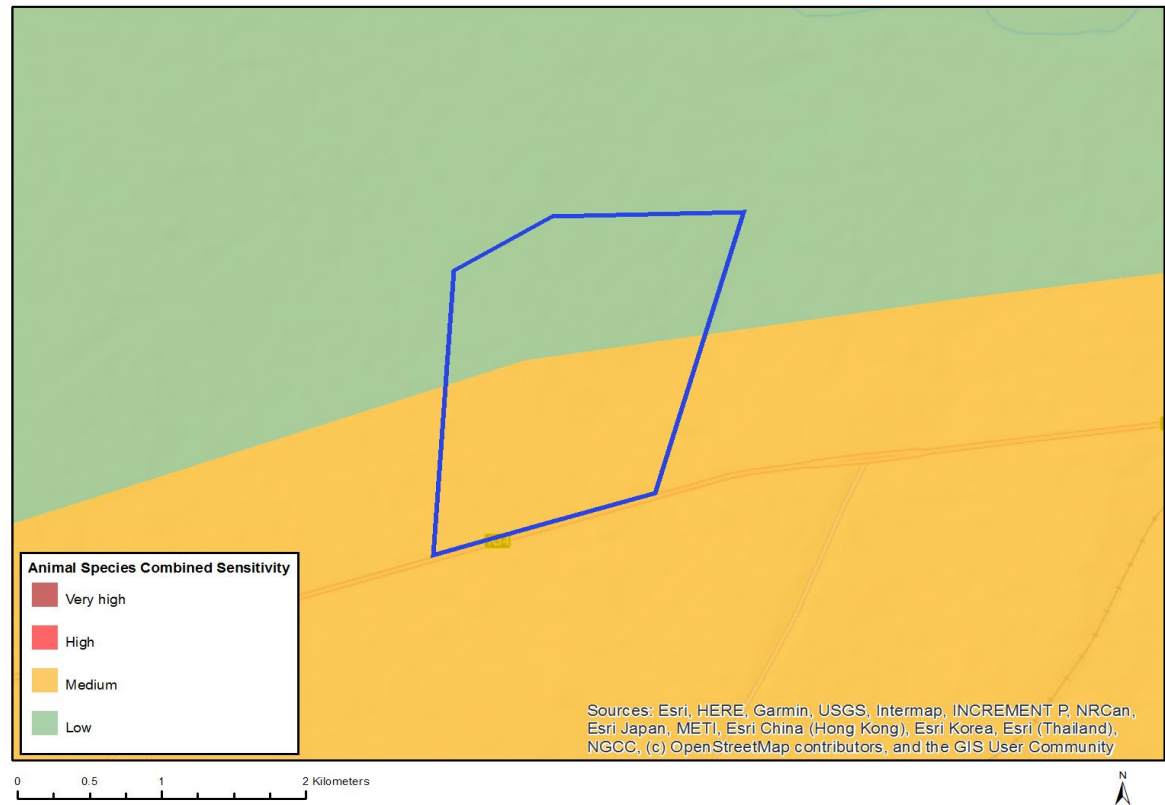 Animal Species Combined Sensitivity
Very high
High
Medium
Low
Sources: Esri, HERE, Garmin, USGS, Intermap, INCREMENT P, NRCan,
Esri Japan, METI, Esri China (Hong Kong), Esri Korea, Esri (Thailand),
NGCC, (c) OpenStreetMap contributors, and the GIS User Community
0 0.5 1 2 Kilometers
N